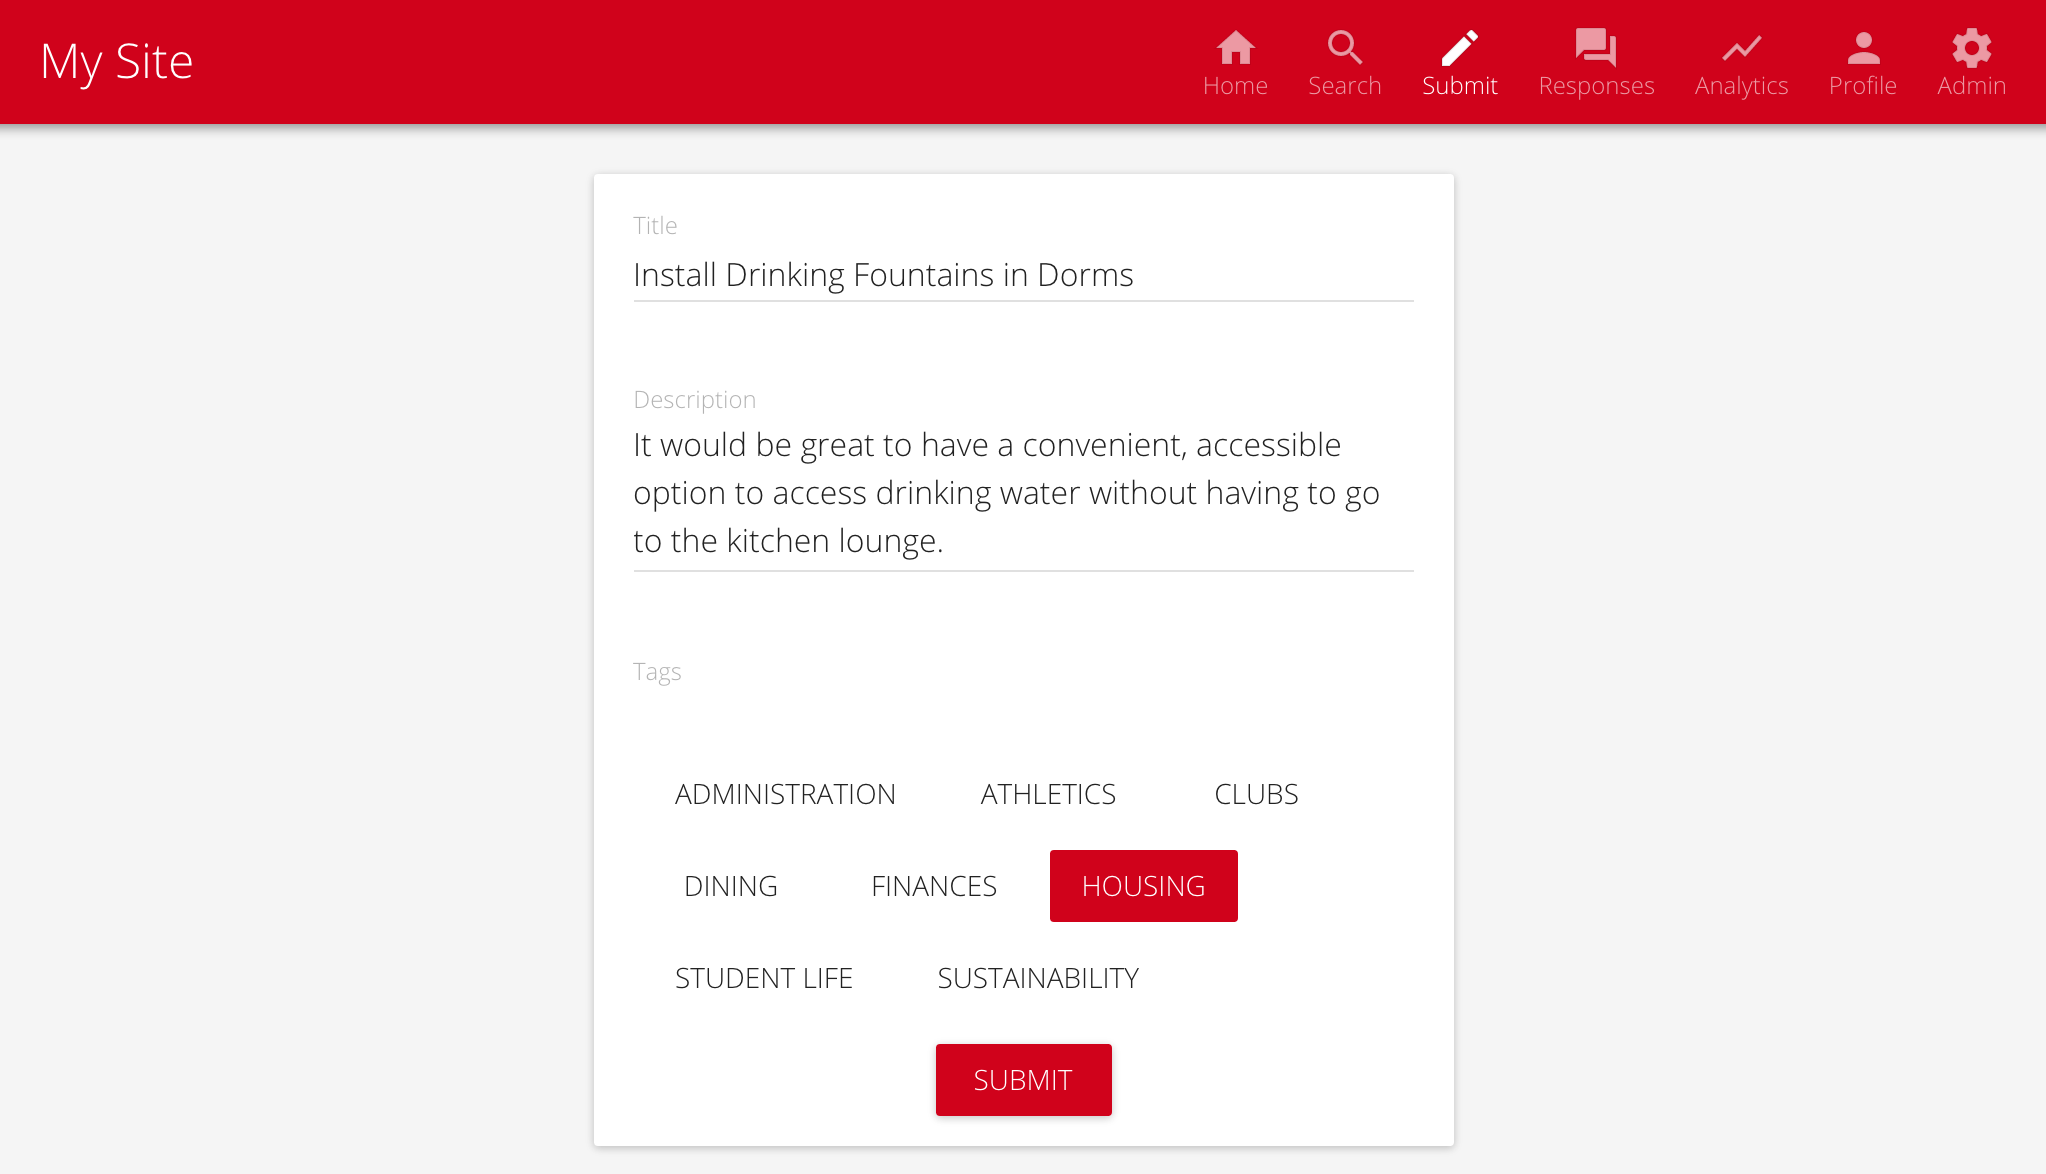 My Site
Home Search Submit Responses Analytics Profile Admin
Title
Install Drinking Fountains in Dorms
Description
It would be great to have a convenient, accessible
option to access drinking water without having to go
to the kitchen lounge.
Tags
ADMINISTRATION ATHLETICS CLUBS
DINING FINANCES HOUSING
STUDENT LIFE SUSTAINABILITY
SUBMIT